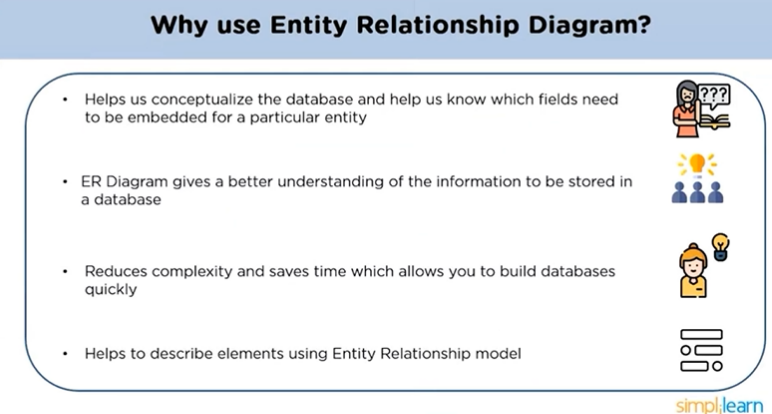 Why use Entity Relationship Diagram?
• Helps us conceptualize the database and help us know which fields need
to be embedded for a particular entity
???
• ER Diagram gives a better understanding of the information to be stored in
a database
• Reduces complexity and saves time which allows you to build databases
quickly
• Helps to describe elements using Entity Relationship model
simplilearn